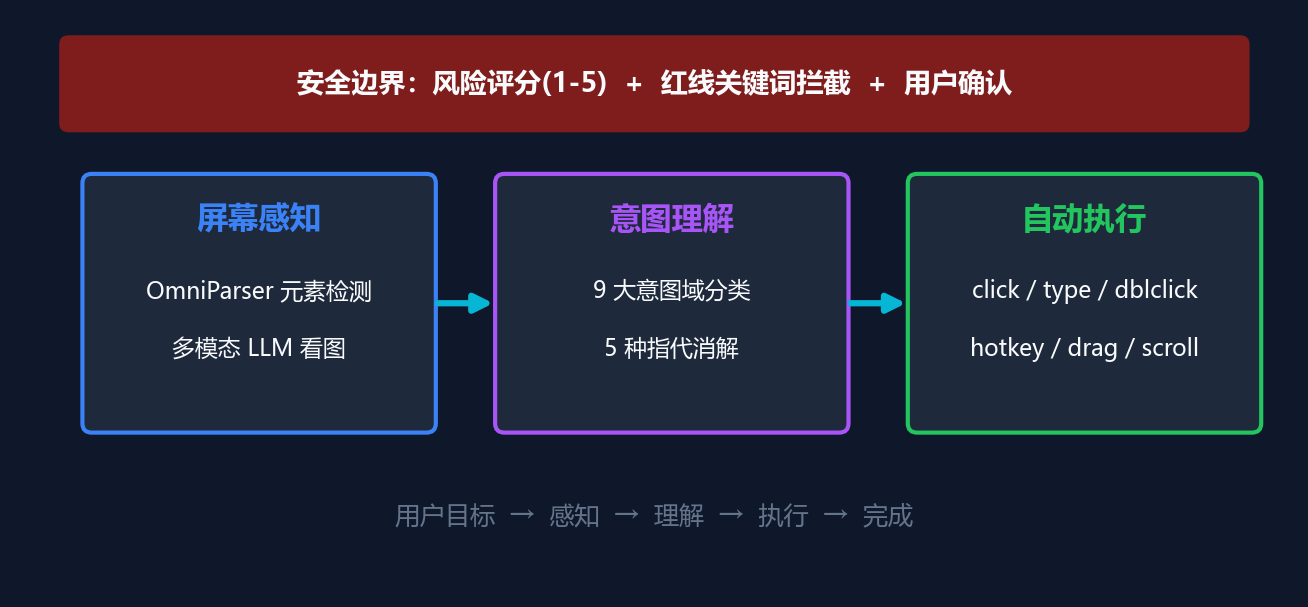 安全边界：风险评分(1-5) + 红线关键词拦截 + 用户确认
屏幕感知
OmniParser 元素检测
多模态 LLM 看图
意图理解
9 大意图域分类
5 种指代消解
自动执行
click / type / dblclick
hotkey / drag / scroll
用户目标 → 感知 → 理解 → 执行 → 完成